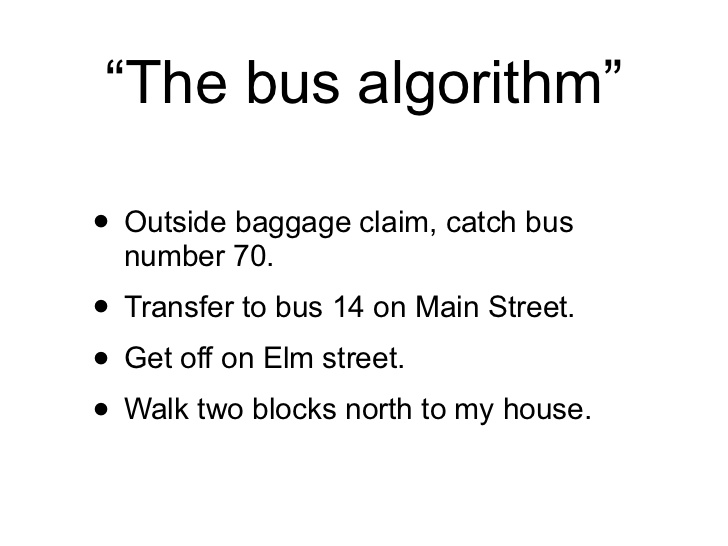 “The bus algorithm”
• Outside baggage claim, catch bus
number 70.
• Transfer to bus 14 on Main Street.
• Get off on Elm street.
• Walk two blocks north to my house.